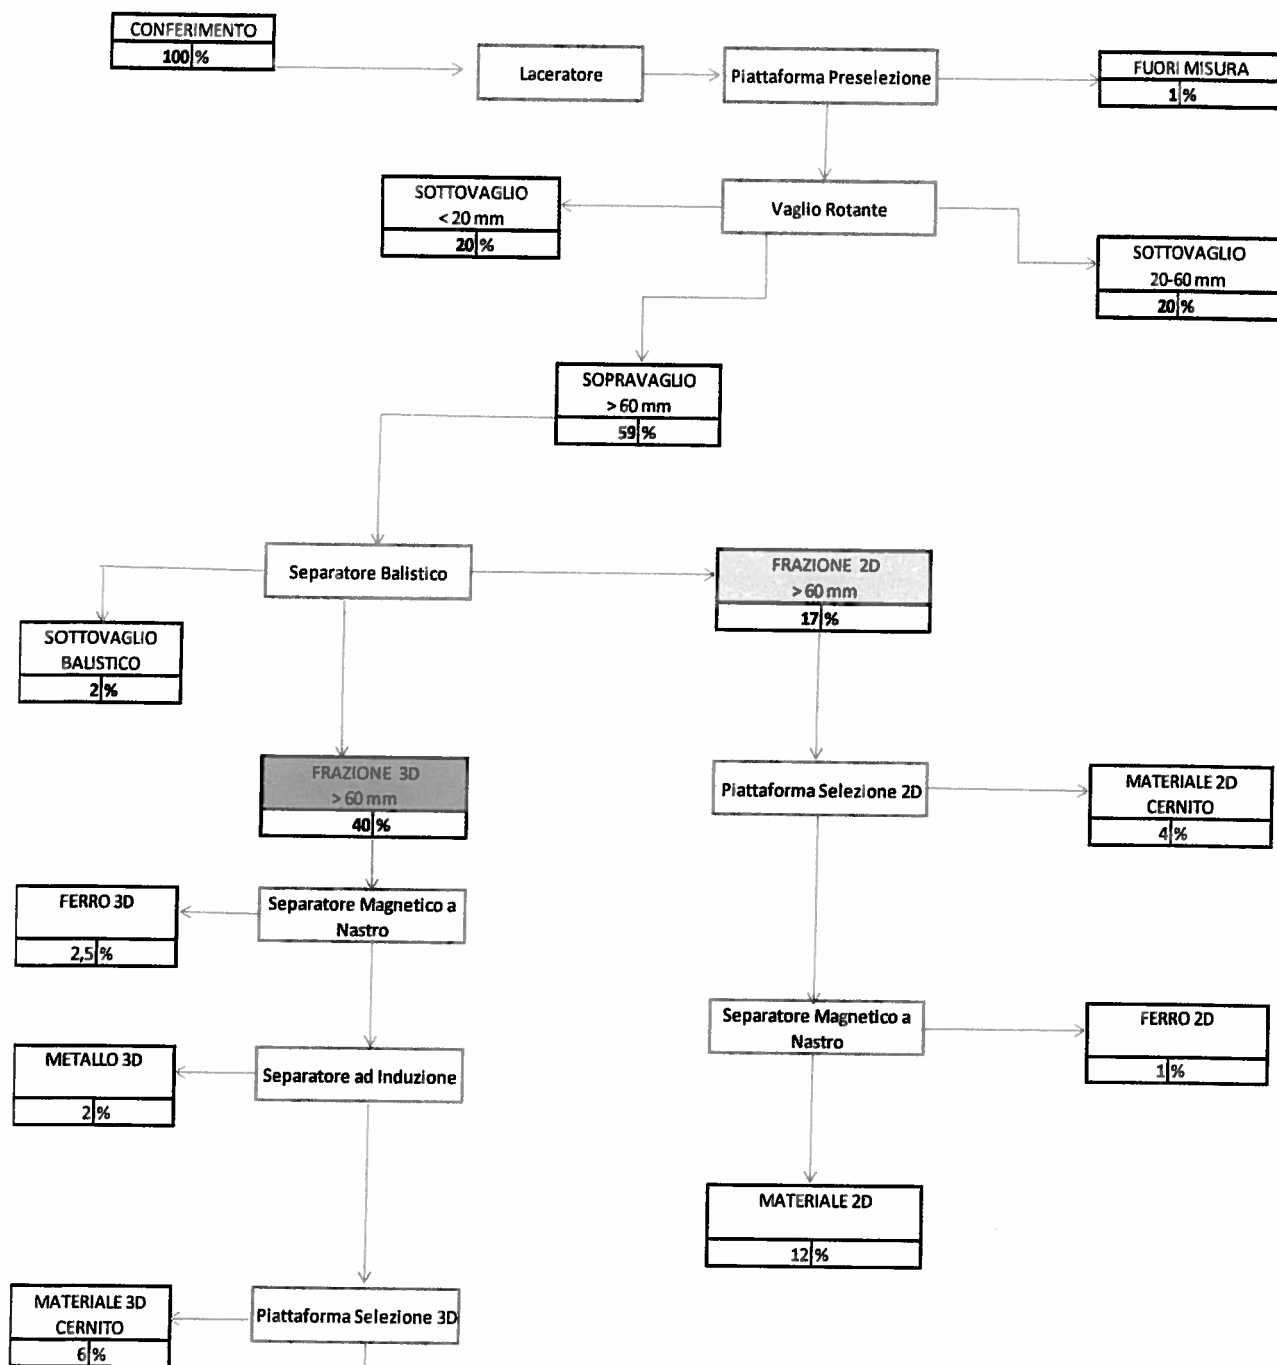 CONFERIMENTO
100 %
Laceratore
Piattaforma Preselezione
FUORI MISURA
1 %
SOTTOVAGLIO
< 20 mm
20 %
Vaglio Rotante
SOTTOVAGLIO
20-60 mm
20 %
SOPRAVAGLIO
> 60 mm
59 %
Separatore Balistico
FRAZIONE 2D
> 60 mm
17 %
SOTTOVAGLIO
BALISTICO
2 %
FRAZIONE 3D
> 60 mm
40 %
Piattaforma Selezione 2D
MATERIALE 2D
CERNITO
4 %
FERRO 3D
2,5 %
Separatore Magnetico a
Nastro
Separatore Magnetico a
Nastro
FERRO 2D
1 %
METALLO 3D
2 %
Separatore ad Induzione
MATERIALE 2D
12 %
MATERIALE 3D
CERNITO
6 %
Piattaforma Selezione 3D